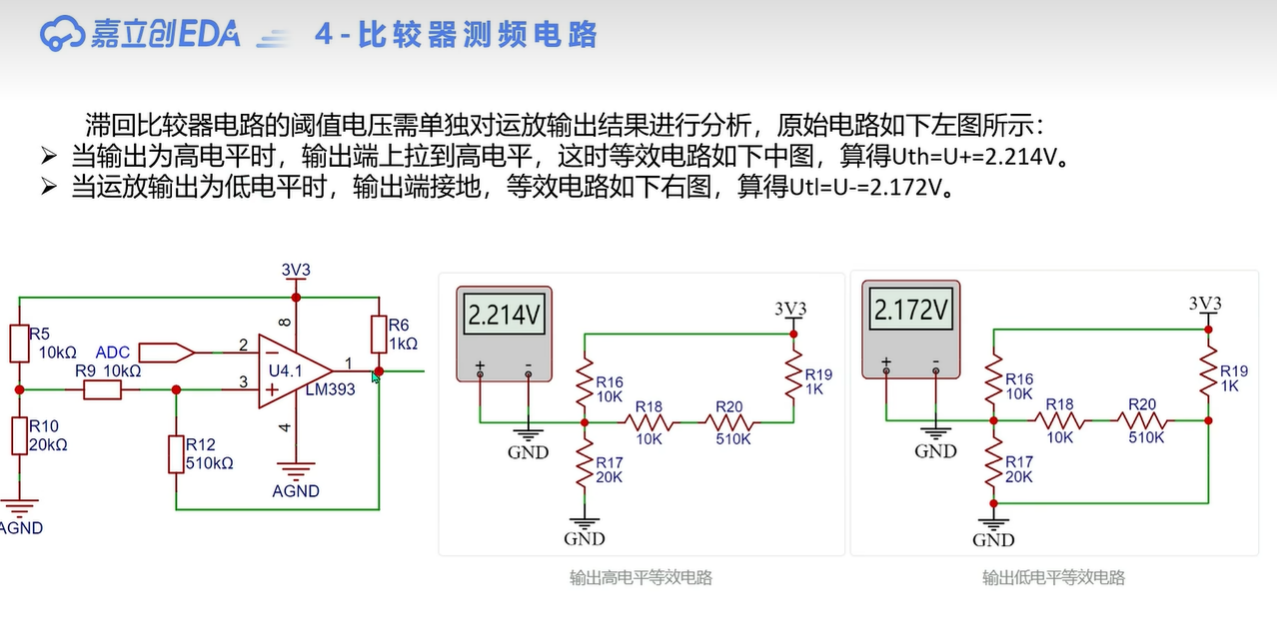 嘉立创EDA
4-比较器测频电路
滞回比较器电路的阈值电压需单独对运放输出结果进行分析，原始电路如下左图所示：
➢ 当输出为高电平时，输出端上拉到高电平，这时等效电路如下中图，算得Uth=U+=2.214V。
➢ 当运放输出为低电平时，输出端接地，等效电路如下右图，算得Utl=U-=2.172V。
3V3
R5
10kΩ
ADC
R9 10kΩ
8
2
3
U4.1
1
LM393
4
R6
1kΩ
R10
20kΩ
R12
510kΩ
AGND
AGND
2.214V
+ -
GND
3V3
R16
10K
R18
10K
R20
510K
R19
1K
R17
20K
GND
输出高电平等效电路
2.172V
+ -
GND
3V3
R16
10K
R18
10K
R20
510K
R19
1K
R17
20K
GND
输出低电平等效电路